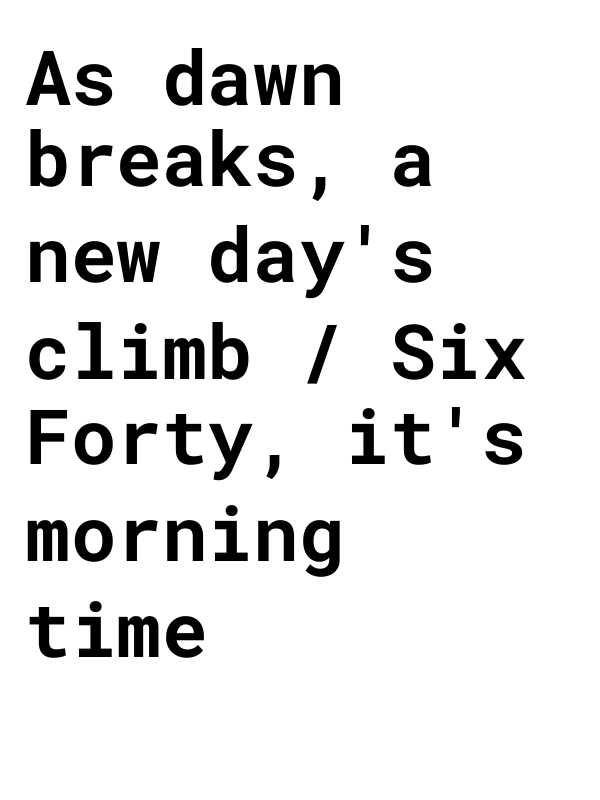 As dawn
breaks, a
new day's
climb / Six
Forty, it's
morning
time